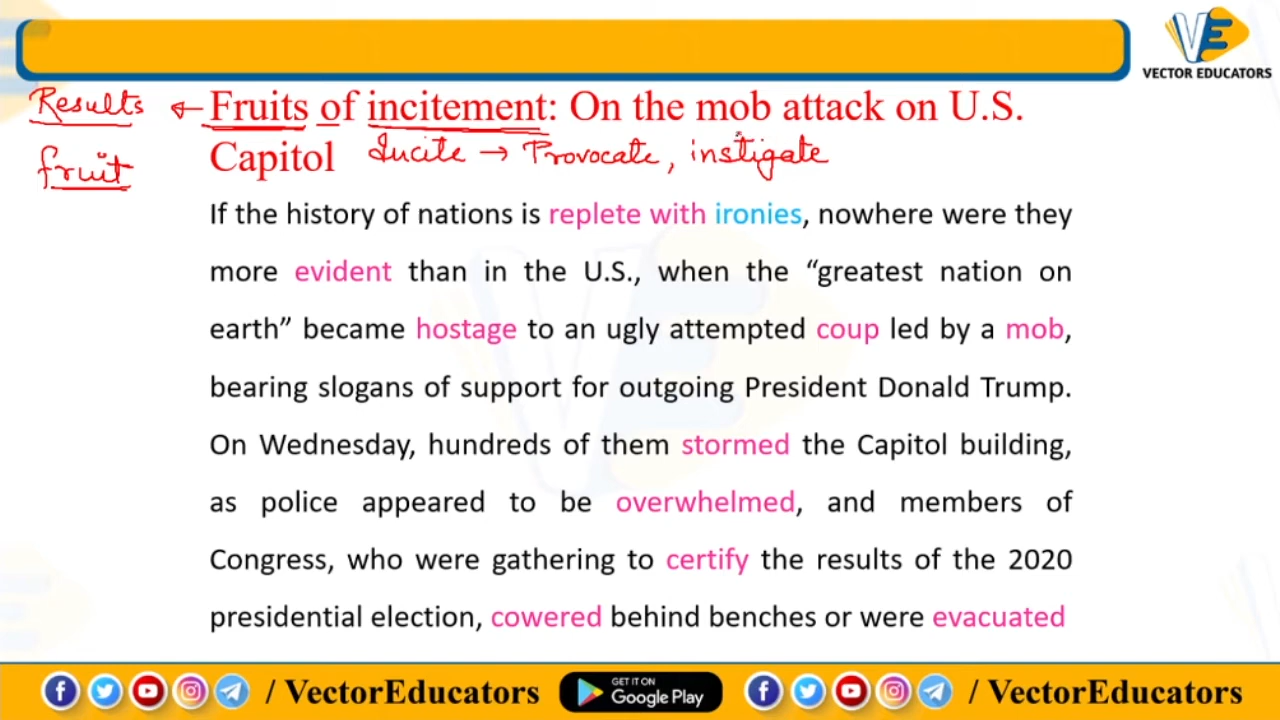 VE
VECTOR EDUCATORS
Results ← Fruits of incitement: On the mob attack on U.S.
fruit Capitol Incite → Provocate, instigate
If the history of nations is replete with ironies, nowhere were they
more evident than in the U.S., when the “greatest nation on
earth” became hostage to an ugly attempted coup led by a mob,
bearing slogans of support for outgoing President Donald Trump.
On Wednesday, hundreds of them stormed the Capitol building,
as police appeared to be overwhelmed, and members of
Congress, who were gathering to certify the results of the 2020
presidential election, cowered behind benches or were evacuated
/ VectorEducators GET IT ON Google Play / VectorEducators